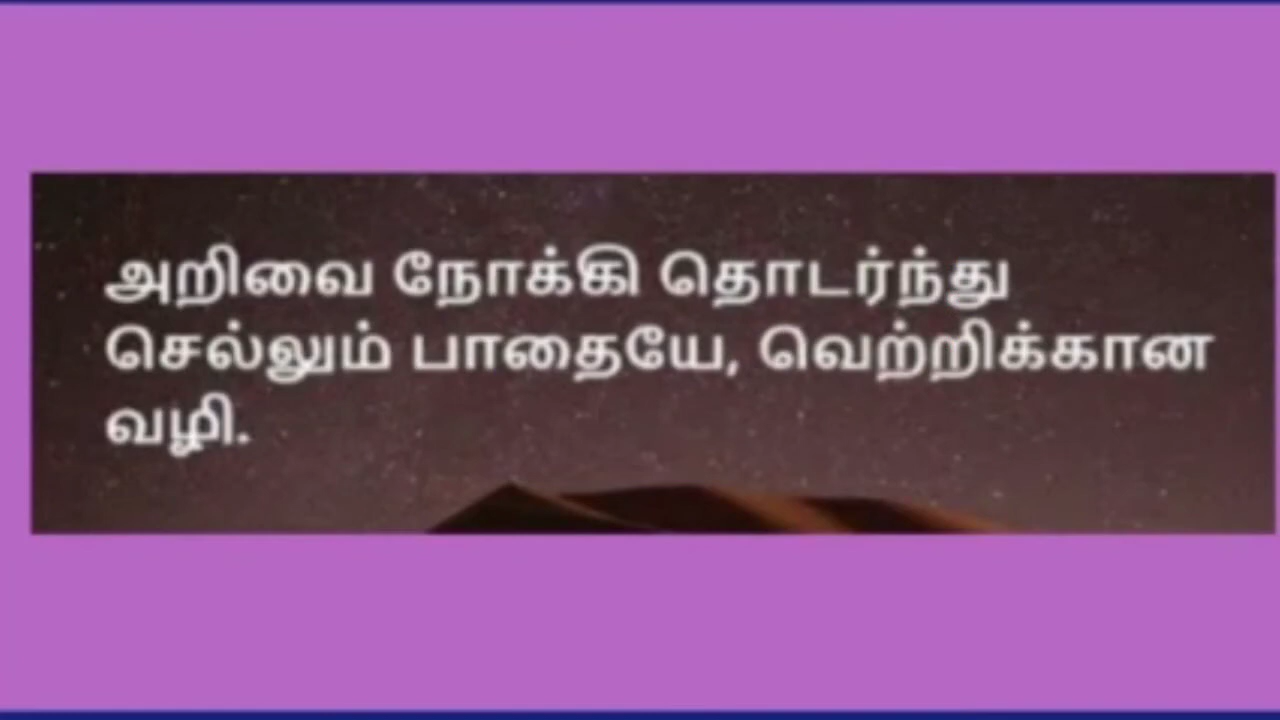 அறிவை நோக்கி தொடர்ந்து
செல்லும் பாதையே, வெற்றிக்கான
வழி.